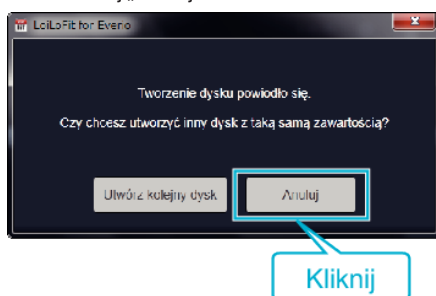 LoiLoFit for Everio
Tworzenie dysku powiodło się.
Czy chcesz utworzyć inny dysk z taką samą zawartością?
Utwórz kolejny dysk
Anuluj
Kliknij